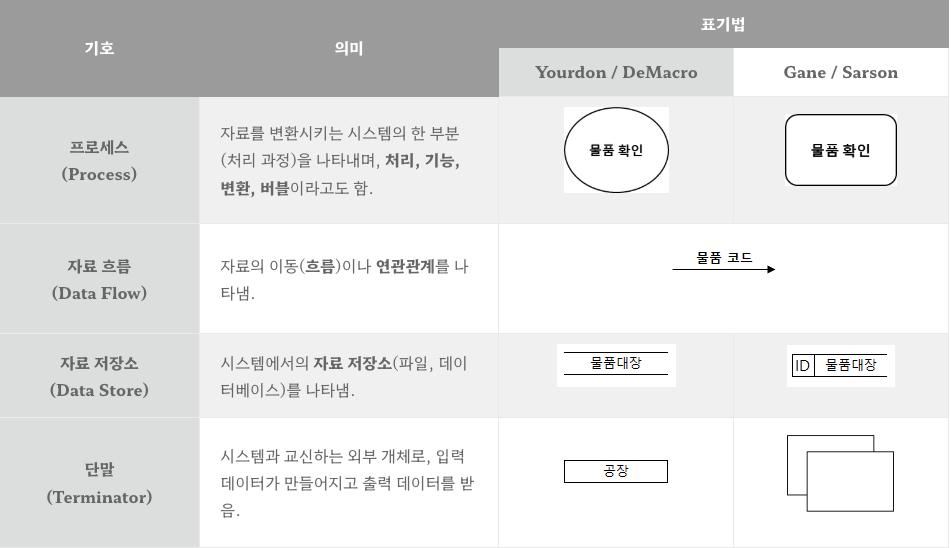 기호
의미
표기법
Yourdon / DeMacro
Gane / Sarson
프로세스
(Process)
자료를 변환시키는 시스템의 한 부분
(처리 과정)을 나타내며, 처리, 기능,
변환, 버블이라고도 함.
물품 확인
물품 확인
자료 흐름
(Data Flow)
자료의 이동(흐름)이나 연관관계를 나
타냄.
물품 코드
자료 저장소
(Data Store)
시스템에서의 자료 저장소(파일, 데이
터베이스)를 나타냄.
물품대장
ID 물품대장
단말
(Terminator)
시스템과 교신하는 외부 개체로, 입력
데이터가 만들어지고 출력 데이터를 받
음.
공장